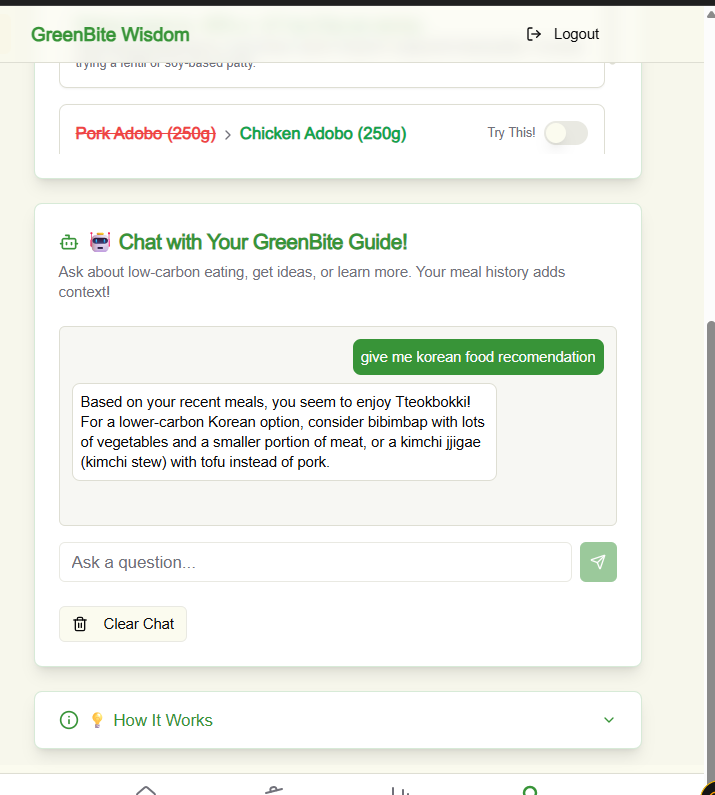 GreenBite Wisdom
Logout
trying a lentil or soy-based patty.
Pork Adobo (250g) > Chicken Adobo (250g)
Try This!
Chat with Your GreenBite Guide!
Ask about low-carbon eating, get ideas, or learn more. Your meal history adds
context!
give me korean food recomendation
Based on your recent meals, you seem to enjoy Tteokbokki!
For a lower-carbon Korean option, consider bibimbap with lots
of vegetables and a smaller portion of meat, or a kimchi jjigae
(kimchi stew) with tofu instead of pork.
Ask a question...
Clear Chat
How It Works